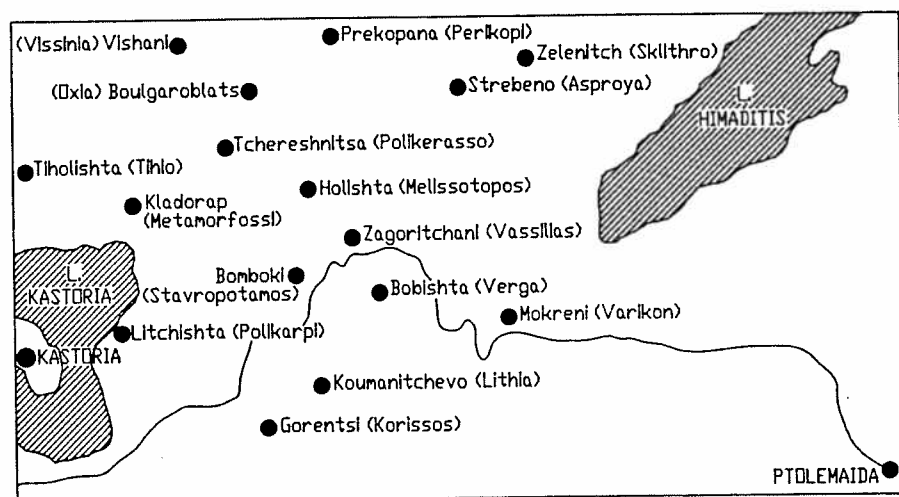 (Vissinia) Vishani
Prekopana (Perikopi)
Zelenitch (Sklithro)
(Oxia) Boulgaroblats
Strebeno (Asproya)
L.
HIMADITIS
Tchereshnitsa (Polikerasso)
Tiholishta (Tihio)
Holishta (Melissotopos)
Kladorap
(Metamorfossi)
Zagoritchani (Vassilias)
L.
KASTORIA
Bomboki
(Stavropotamos)
Bobishta (Verga)
Mokreni (Varikon)
Litchishta (Polikarpi)
KASTORIA
Koumanitchevo (Lithia)
Gorentsi (Korissos)
PTOLEMAIDA